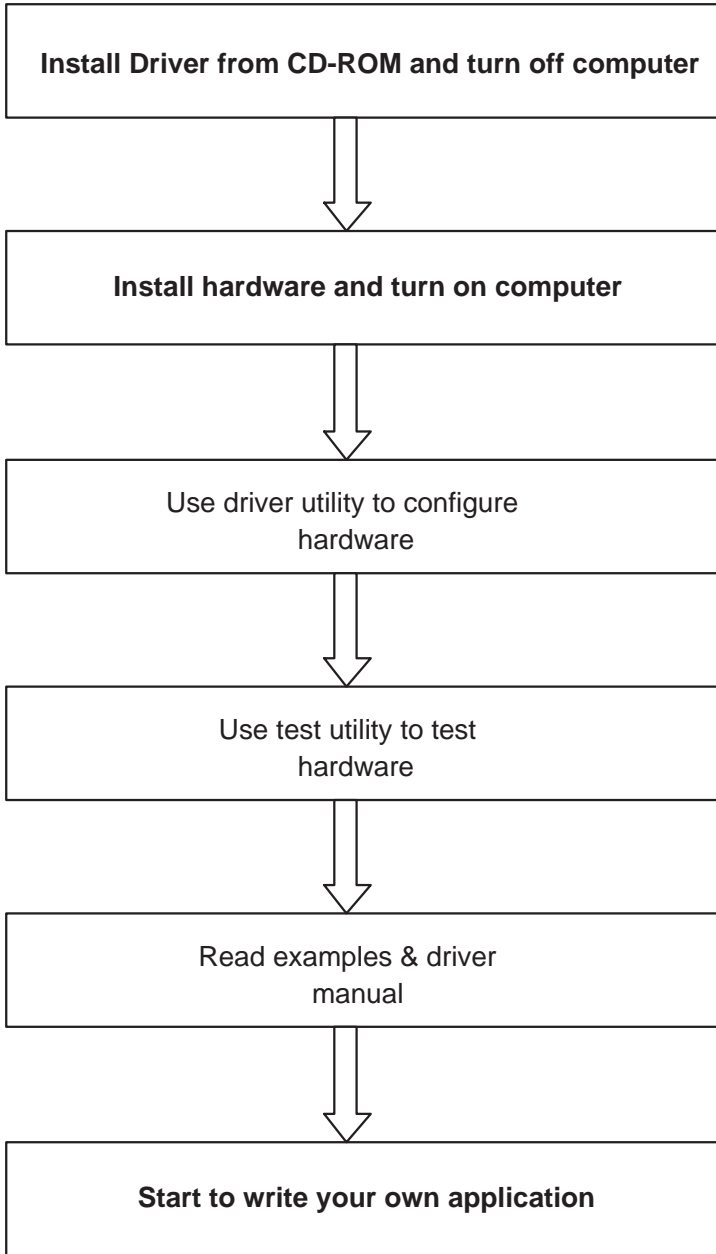 Install Driver from CD-ROM and turn off computer
Install hardware and turn on computer
Use driver utility to configure
hardware
Use test utility to test
hardware
Read examples & driver
manual
Start to write your own application